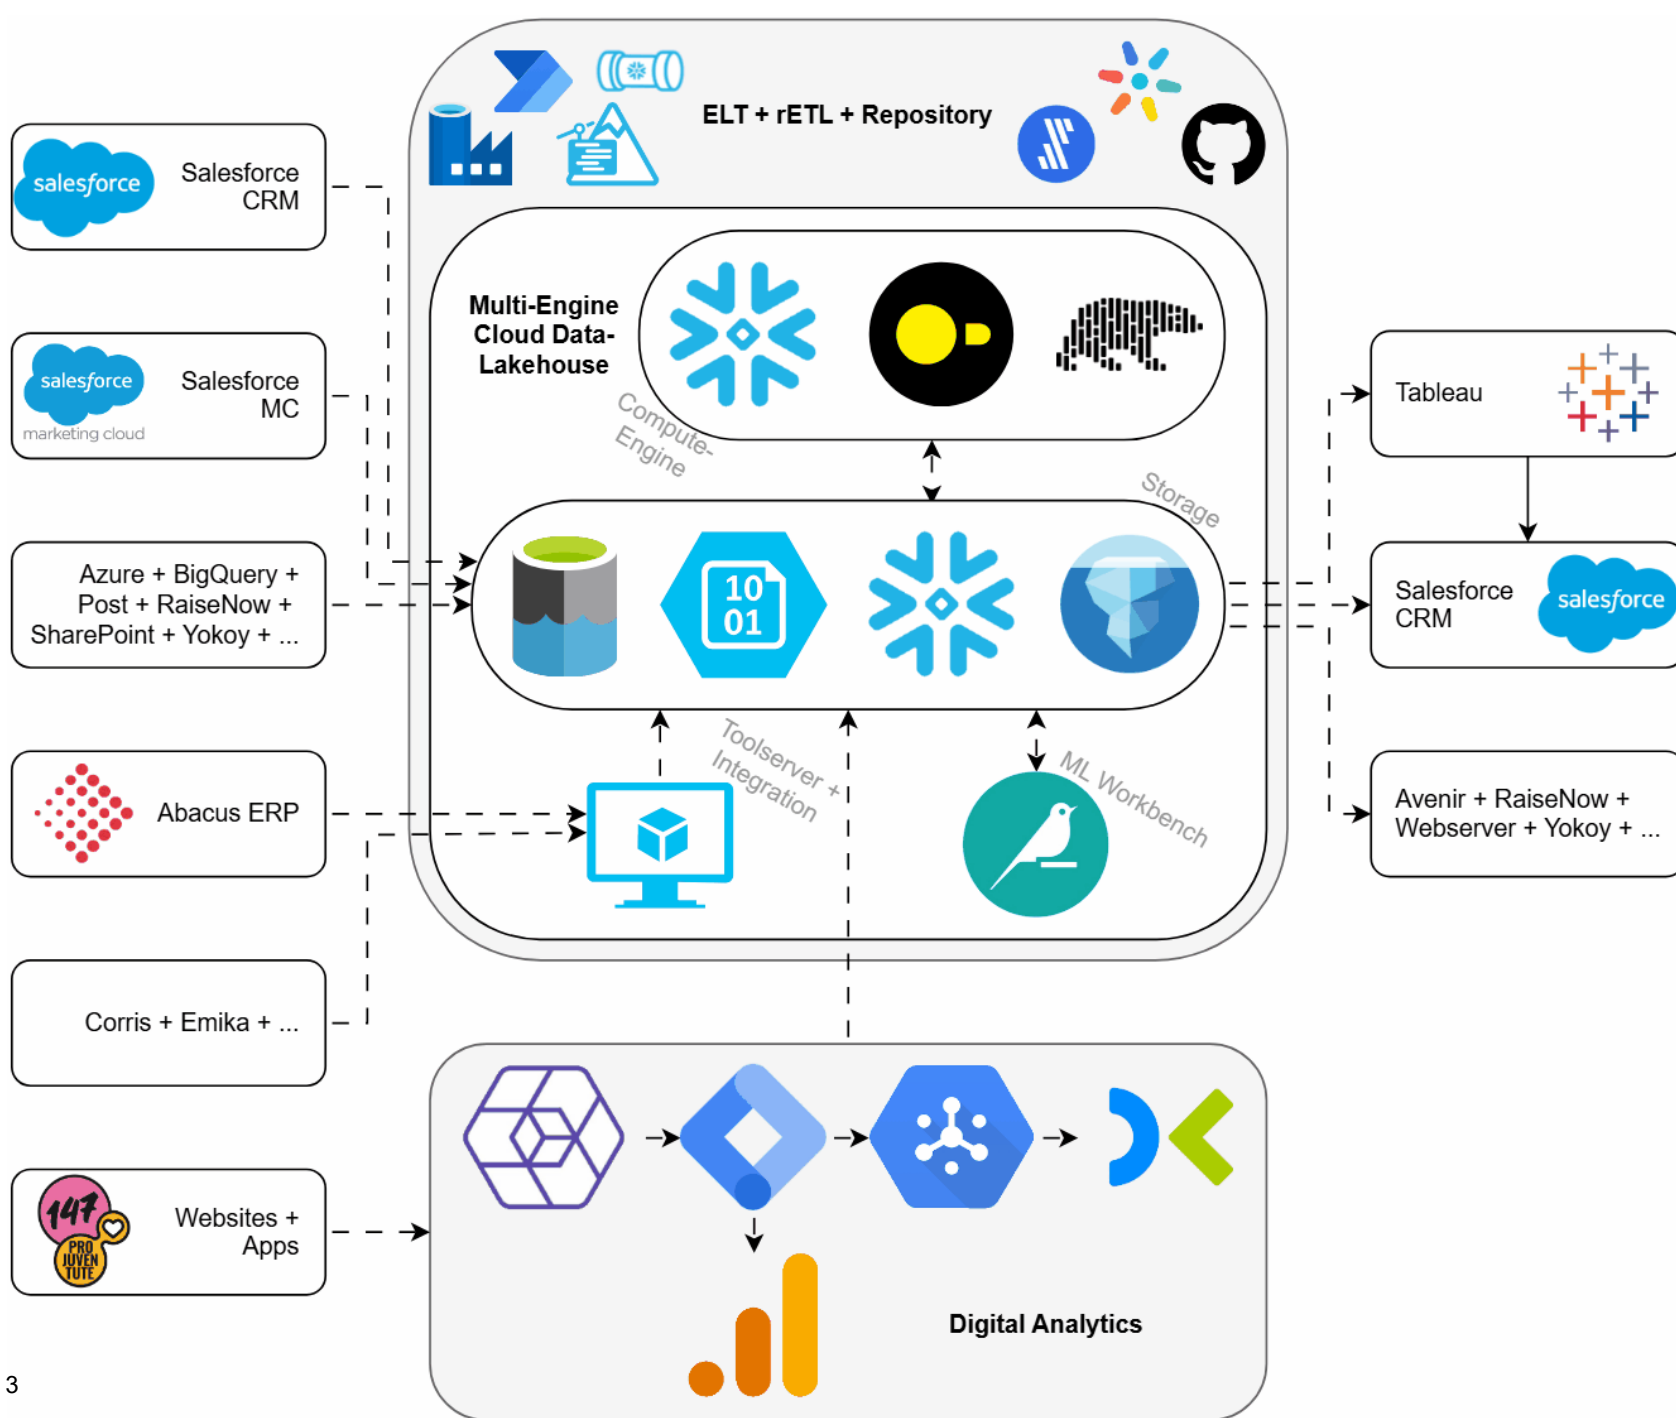 ELT + rETL + Repository
salesforce
Salesforce
CRM
Multi-Engine
Cloud Data-
Lakehouse
salesforce
marketing cloud
Salesforce
MC
Compute-
Engine
Storage
Tableau
Azure + BigQuery +
Post + RaiseNow +
SharePoint + Yokoy + ...
10
01
Salesforce
CRM
salesforce
Toolserver +
Integration
ML Workbench
Abacus ERP
Avenir + RaiseNow +
Webserver + Yokoy + ...
Corris + Emika + ...
147
PRO
JUVEN
TUTE
Websites +
Apps
Digital Analytics
3